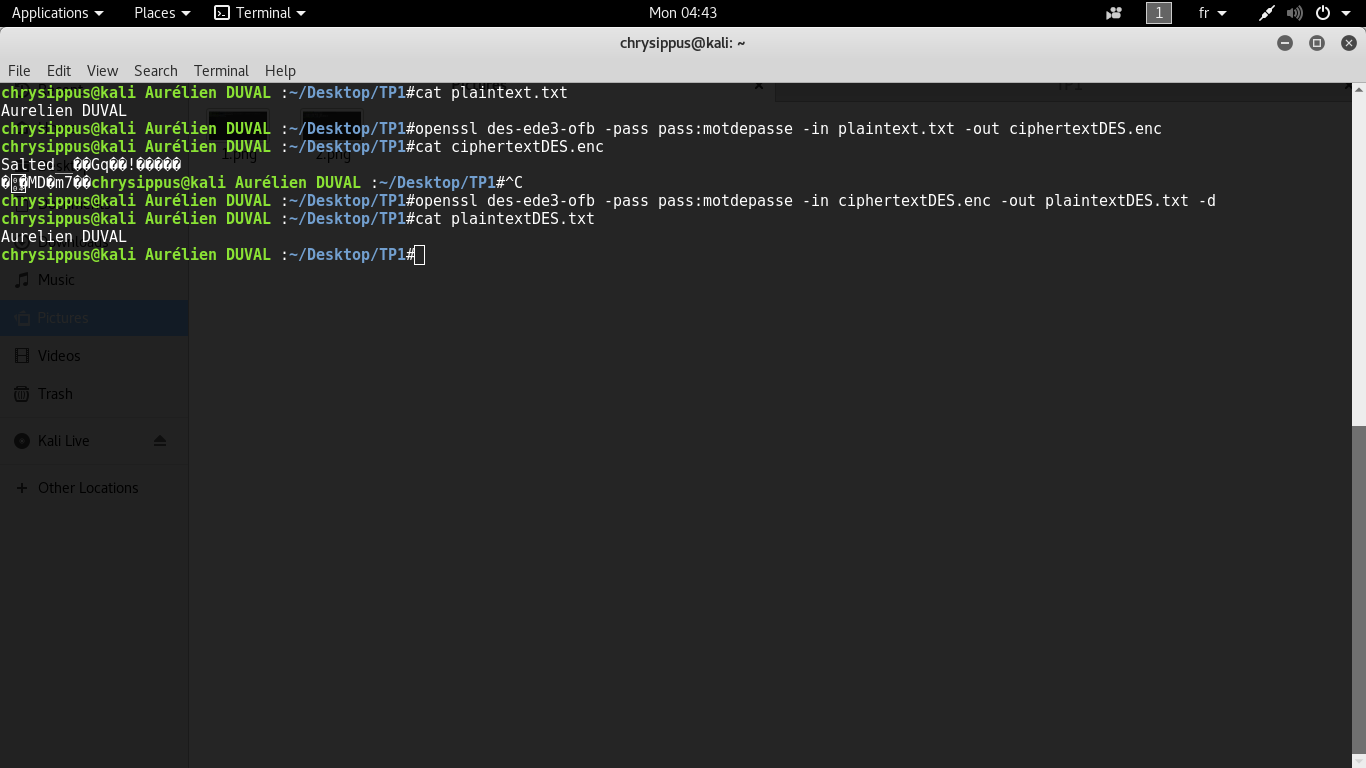 Applications Places Terminal Mon 04:43 1 fr
chrysippus@kali: ~
File Edit View Search Terminal Help
chrysippus@kali Aurélien DUVAL :~/Desktop/TP1#cat plaintext.txt
Aurelien DUVAL
chrysippus@kali Aurélien DUVAL :~/Desktop/TP1#openssl des-ede3-ofb -pass pass:motdepasse -in plaintext.txt -out ciphertextDES.enc
chrysippus@kali Aurélien DUVAL :~/Desktop/TP1#cat ciphertextDES.enc
Salted__��Gq��!�����
��MD�m7��chrysippus@kali Aurélien DUVAL :~/Desktop/TP1#^C
chrysippus@kali Aurélien DUVAL :~/Desktop/TP1#openssl des-ede3-ofb -pass pass:motdepasse -in ciphertextDES.enc -out plaintextDES.txt -d
chrysippus@kali Aurélien DUVAL :~/Desktop/TP1#cat plaintextDES.txt
Aurelien DUVAL
chrysippus@kali Aurélien DUVAL :~/Desktop/TP1#
TP1
1.png 2.png
Music
Pictures
Videos
Trash
Kali Live
Other Locations